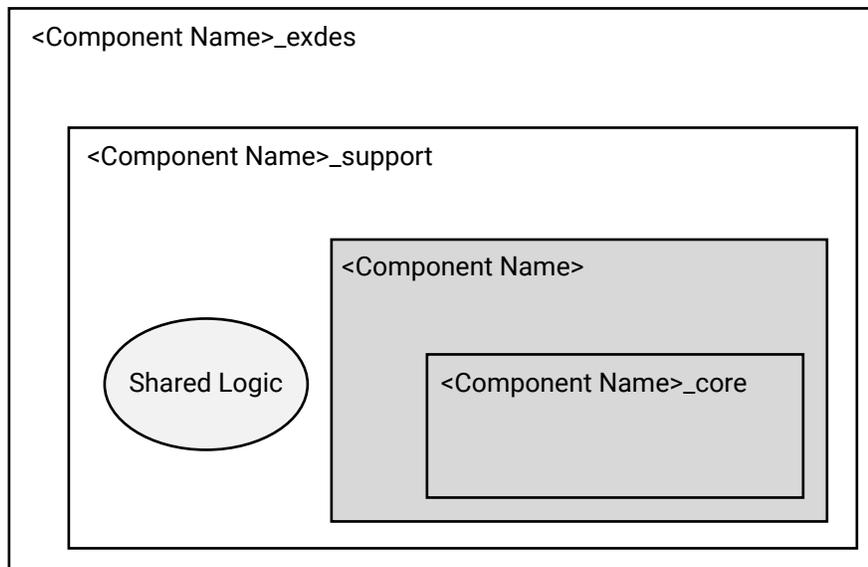 <Component Name>_exdes
<Component Name>_support
<Component Name>
Shared Logic
<Component Name>_core